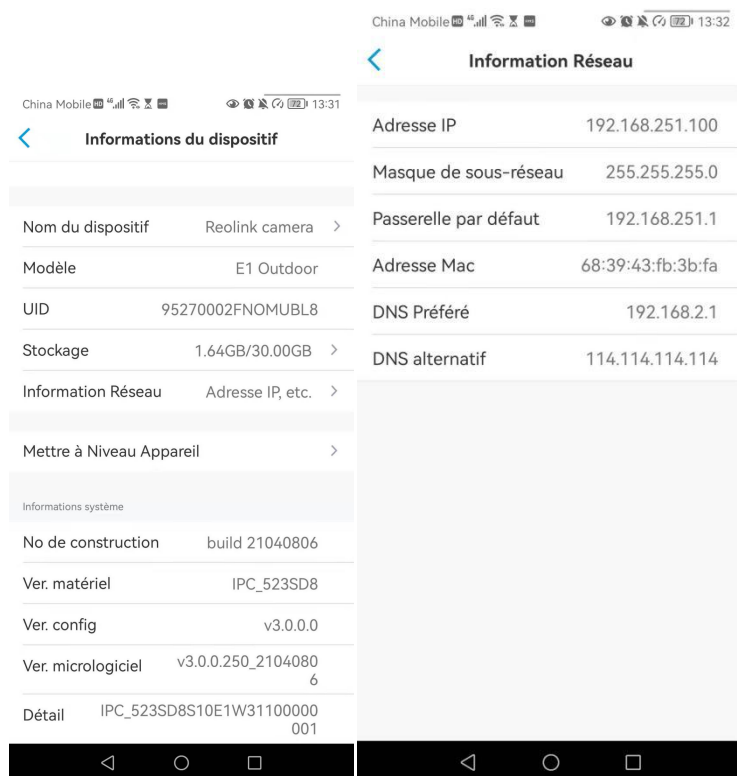 China Mobile HD 4G 13:31
Informations du dispositif
Nom du dispositif Reolink camera
Modèle E1 Outdoor
UID 95270002FNOMUBL8
Stockage 1.64GB/30.00GB
Information Réseau Adresse IP, etc.
Mettre à Niveau Appareil
Informations système
No de construction build 21040806
Ver. matériel IPC_523SD8
Ver. config v3.0.0.0
Ver. micrologiciel v3.0.0.250_2104080
6
Détail IPC_523SD8S10E1W31100000
001
China Mobile HD 4G 72 13:32
Information Réseau
Adresse IP 192.168.251.100
Masque de sous-réseau 255.255.255.0
Passerelle par défaut 192.168.251.1
Adresse Mac 68:39:43:fb:3b:fa
DNS Préféré 192.168.2.1
DNS alternatif 114.114.114.114